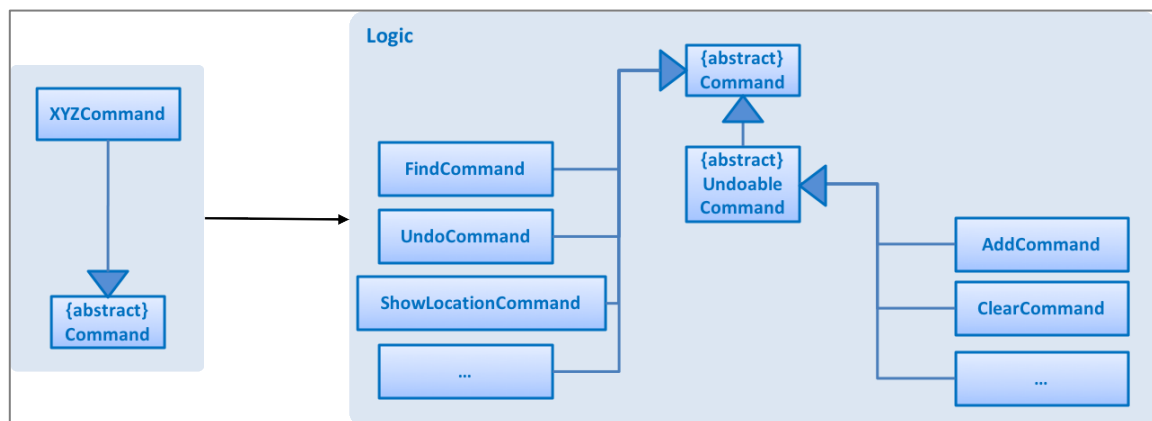 XYZCommand
{abstract}
Command
Logic
{abstract}
Command
FindCommand
UndoCommand
ShowLocationCommand
...
{abstract}
Undoable
Command
AddCommand
ClearCommand
...